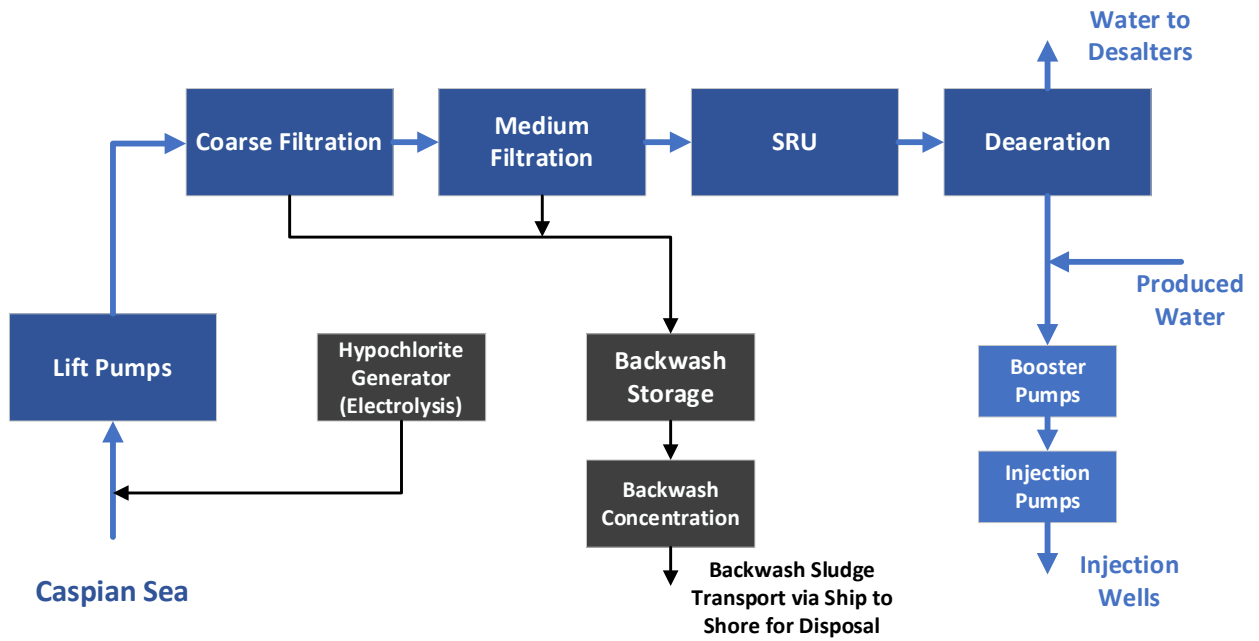 Water to
Desalters
Coarse Filtration
Medium
Filtration
SRU
Deaeration
Produced
Water
Lift Pumps
Hypochlorite
Generator
(Electrolysis)
Backwash
Storage
Booster
Pumps
Backwash
Concentration
Injection
Pumps
Caspian Sea
Backwash Sludge
Transport via Ship to
Shore for Disposal
Injection
Wells